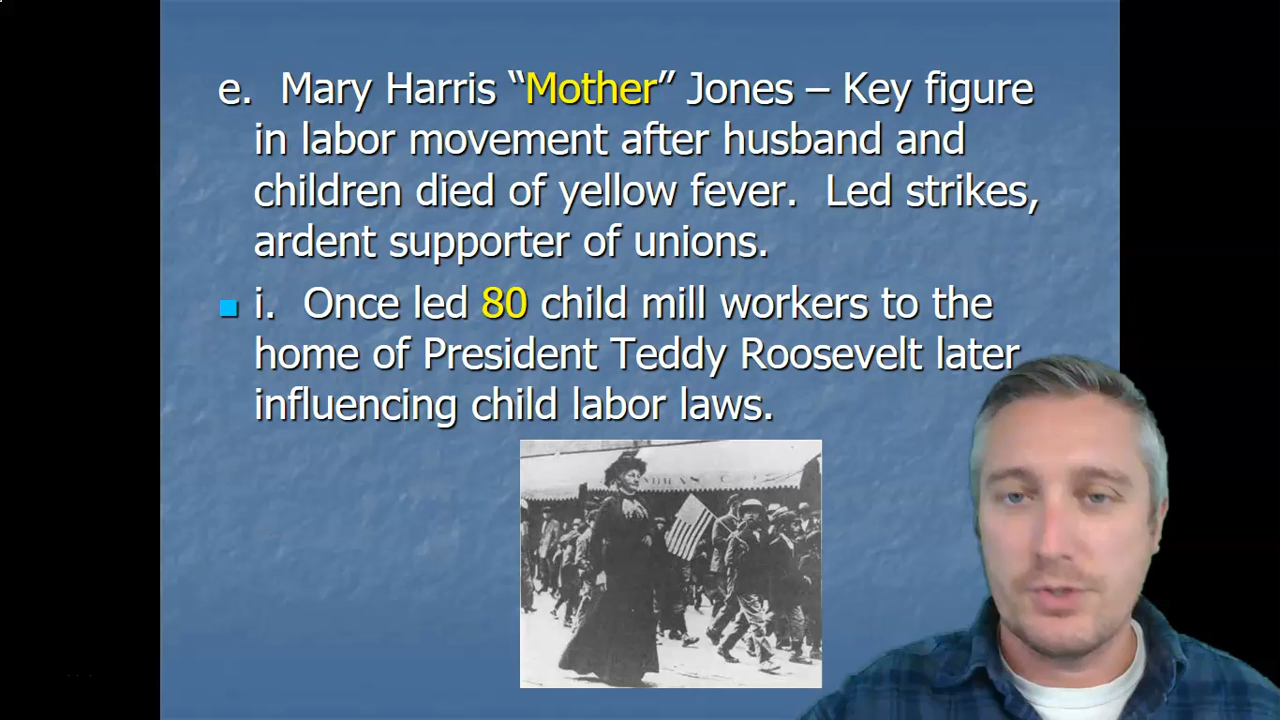 e. Mary Harris “Mother” Jones – Key figure
in labor movement after husband and
children died of yellow fever. Led strikes,
ardent supporter of unions.
i. Once led 80 child mill workers to the
home of President Teddy Roosevelt later
influencing child labor laws.